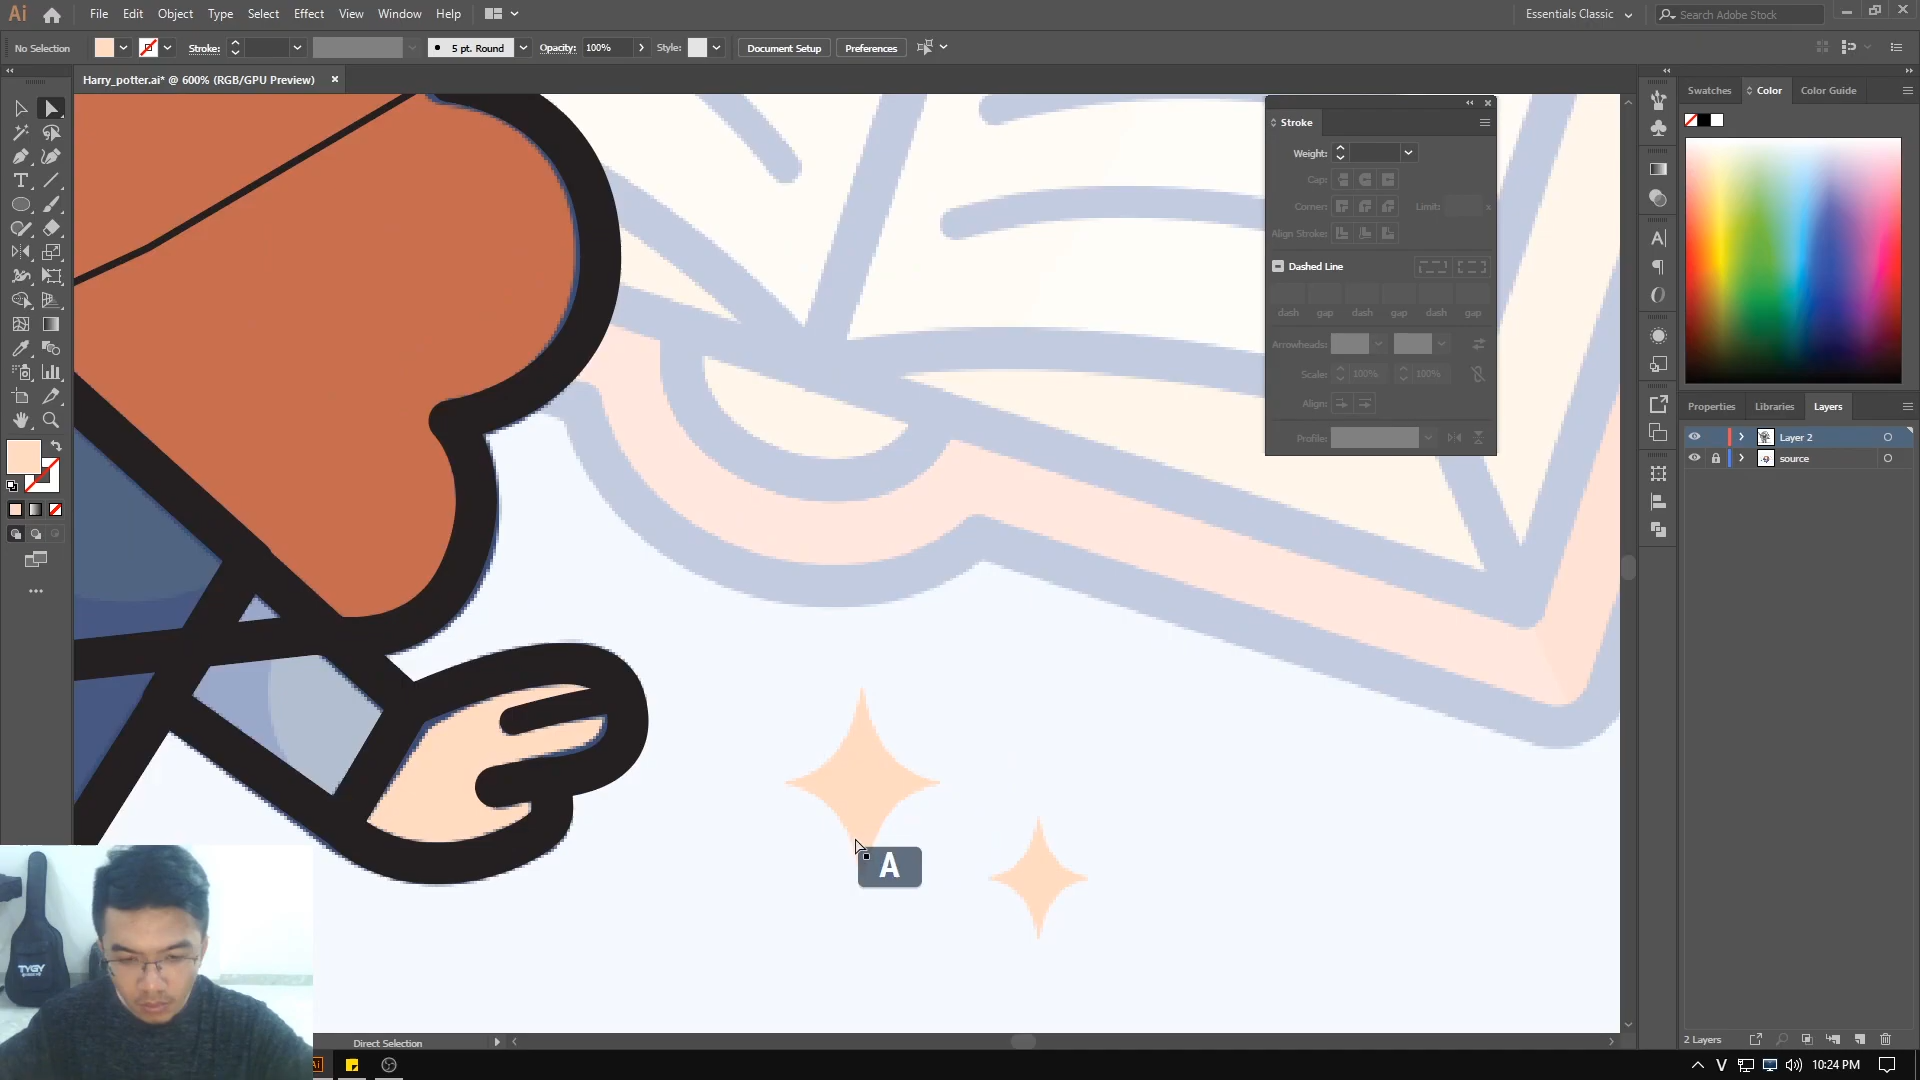 Ai File Edit Object Type Select Effect View Window Help Essentials Classic Search Adobe Stock
No Selection Stroke: 5 pt. Round Opacity: 100% Style: Document Setup Preferences
Harry_potter.ai* @ 600% (RGB/GPU Preview)
Swatches Color Color Guide
Stroke
Weight:
Cap:
Corner: Limit: x
Align Stroke:
Dashed Line
dash gap dash gap dash gap
Arrowheads:
Scale: 100% 100%
Align:
Profile:
Properties Libraries Layers
Layer 2
source
A
TYGY
2 Layers
Direct Selection
Ai V 10:24 PM